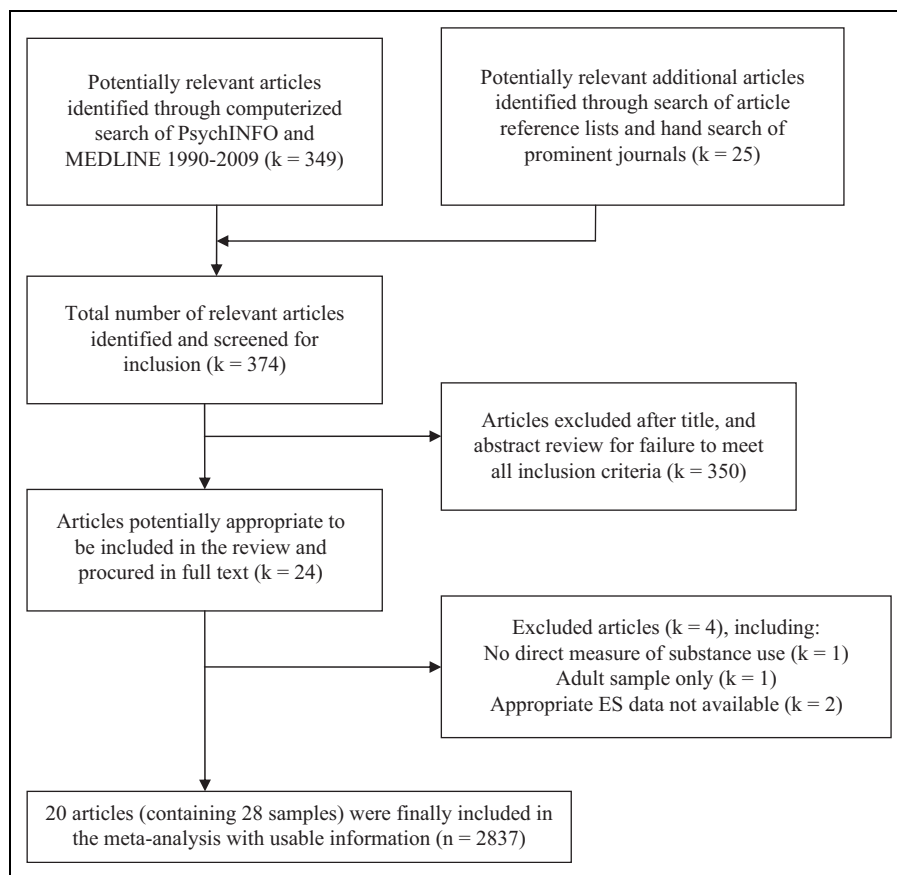 Potentially relevant articles
identified through computerized
search of PsychINFO and
MEDLINE 1990-2009 (k = 349)
Potentially relevant additional articles
identified through search of article
reference lists and hand search of
prominent journals (k = 25)
Total number of relevant articles
identified and screened for
inclusion (k = 374)
Articles excluded after title, and
abstract review for failure to meet
all inclusion criteria (k = 350)
Articles potentially appropriate to
be included in the review and
procured in full text (k = 24)
Excluded articles (k = 4), including:
No direct measure of substance use (k = 1)
Adult sample only (k = 1)
Appropriate ES data not available (k = 2)
20 articles (containing 28 samples) were finally included in
the meta-analysis with usable information (n = 2837)